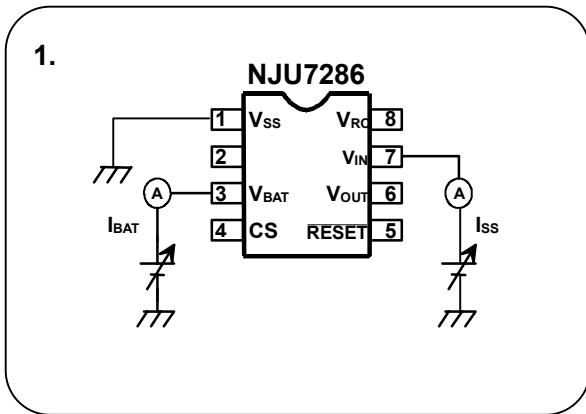 1.
NJU7286
1 VSS VRO 8
2 VIN 7
3 VBAT VOUT 6
4 CS RESET 5
A A
IBAT ISS